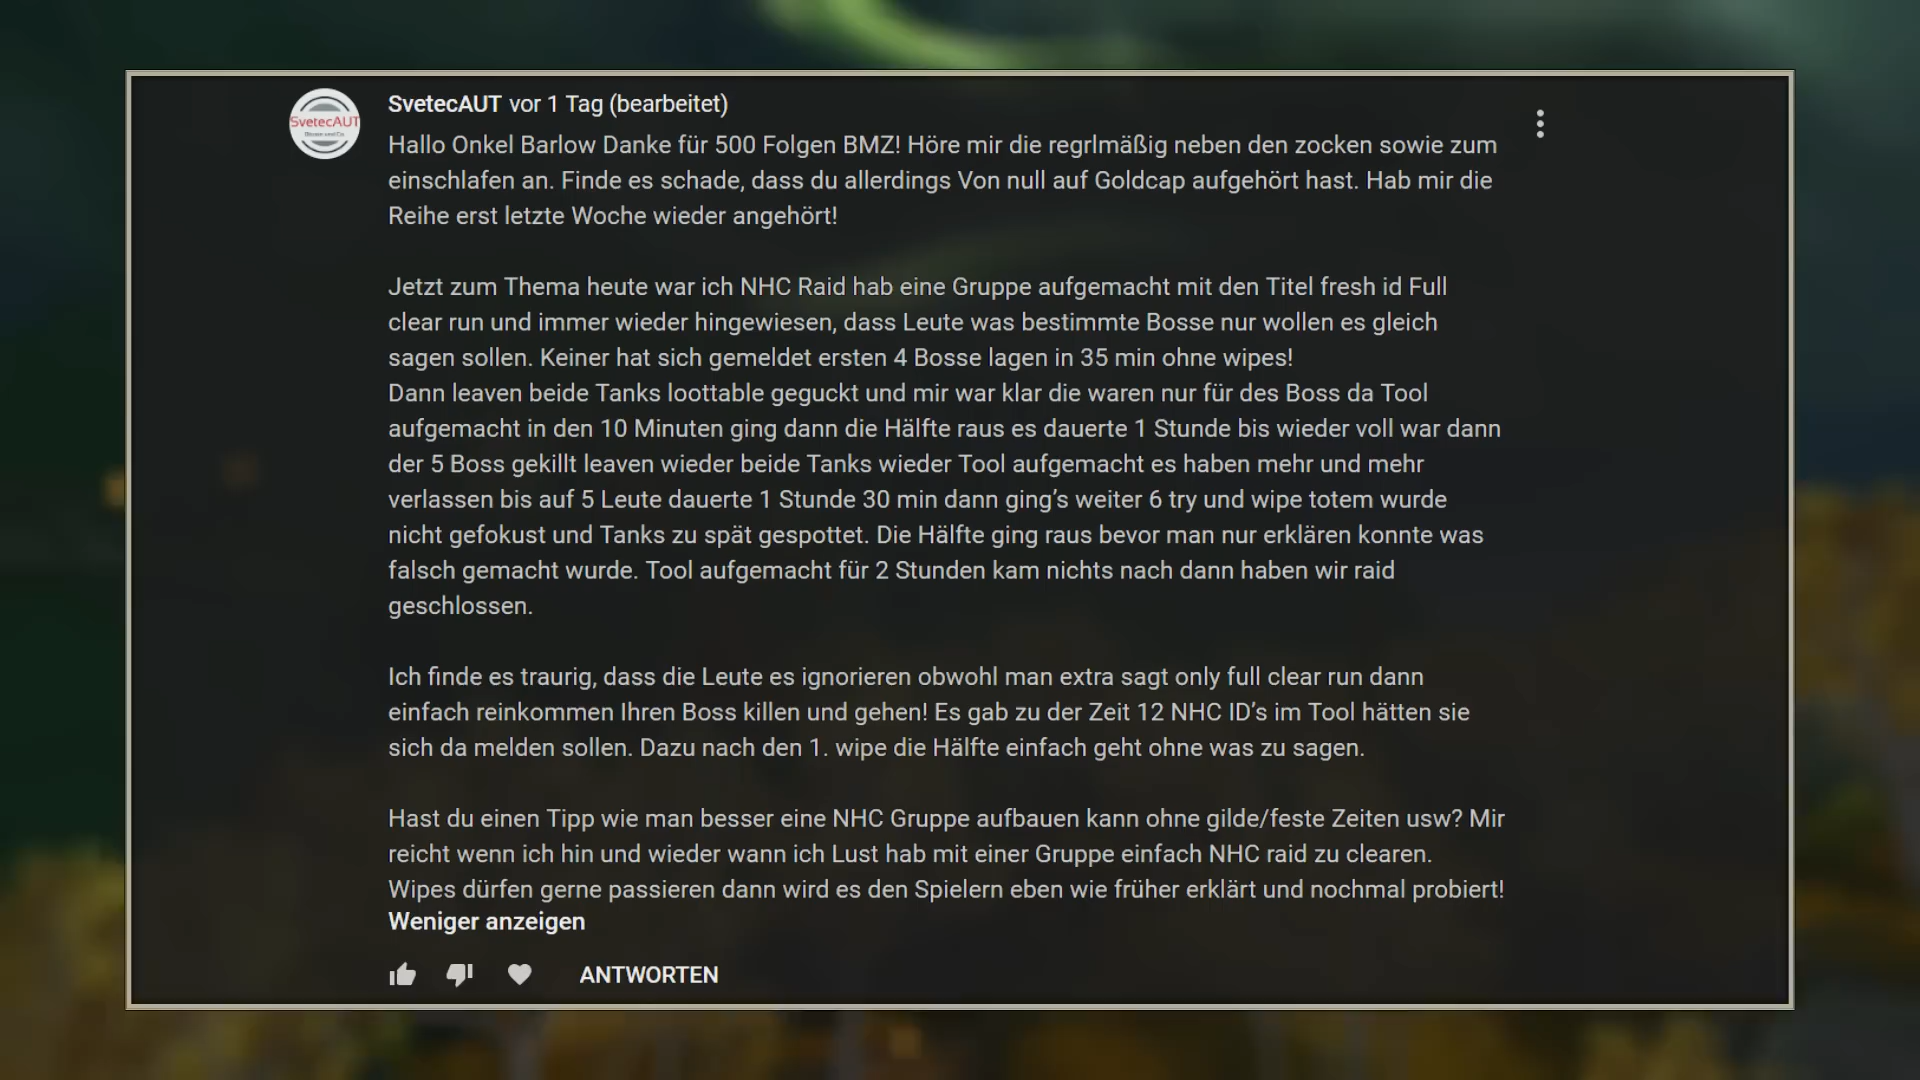 SvetecAUT vor 1 Tag (bearbeitet)
SvetecAUT
Hallo Onkel Barlow Danke für 500 Folgen BMZ! Höre mir die regrlmäßig neben den zocken sowie zum
einschlafen an. Finde es schade, dass du allerdings Von null auf Goldcap aufgehört hast. Hab mir die
Reihe erst letzte Woche wieder angehört!
Jetzt zum Thema heute war ich NHC Raid hab eine Gruppe aufgemacht mit den Titel fresh id Full
clear run und immer wieder hingewiesen, dass Leute was bestimmte Bosse nur wollen es gleich
sagen sollen. Keiner hat sich gemeldet ersten 4 Bosse lagen in 35 min ohne wipes!
Dann leaven beide Tanks loottable geguckt und mir war klar die waren nur für des Boss da Tool
aufgemacht in den 10 Minuten ging dann die Hälfte raus es dauerte 1 Stunde bis wieder voll war dann
der 5 Boss gekillt leaven wieder beide Tanks wieder Tool aufgemacht es haben mehr und mehr
verlassen bis auf 5 Leute dauerte 1 Stunde 30 min dann ging’s weiter 6 try und wipe totem wurde
nicht gefokust und Tanks zu spät gespottet. Die Hälfte ging raus bevor man nur erklären konnte was
falsch gemacht wurde. Tool aufgemacht für 2 Stunden kam nichts nach dann haben wir raid
geschlossen.
Ich finde es traurig, dass die Leute es ignorieren obwohl man extra sagt only full clear run dann
einfach reinkommen Ihren Boss killen und gehen! Es gab zu der Zeit 12 NHC ID’s im Tool hätten sie
sich da melden sollen. Dazu nach den 1. wipe die Hälfte einfach geht ohne was zu sagen.
Hast du einen Tipp wie man besser eine NHC Gruppe aufbauen kann ohne gilde/feste Zeiten usw? Mir
reicht wenn ich hin und wieder wann ich Lust hab mit einer Gruppe einfach NHC raid zu clearen.
Wipes dürfen gerne passieren dann wird es den Spielern eben wie früher erklärt und nochmal probiert!
Weniger anzeigen
ANTWORTEN